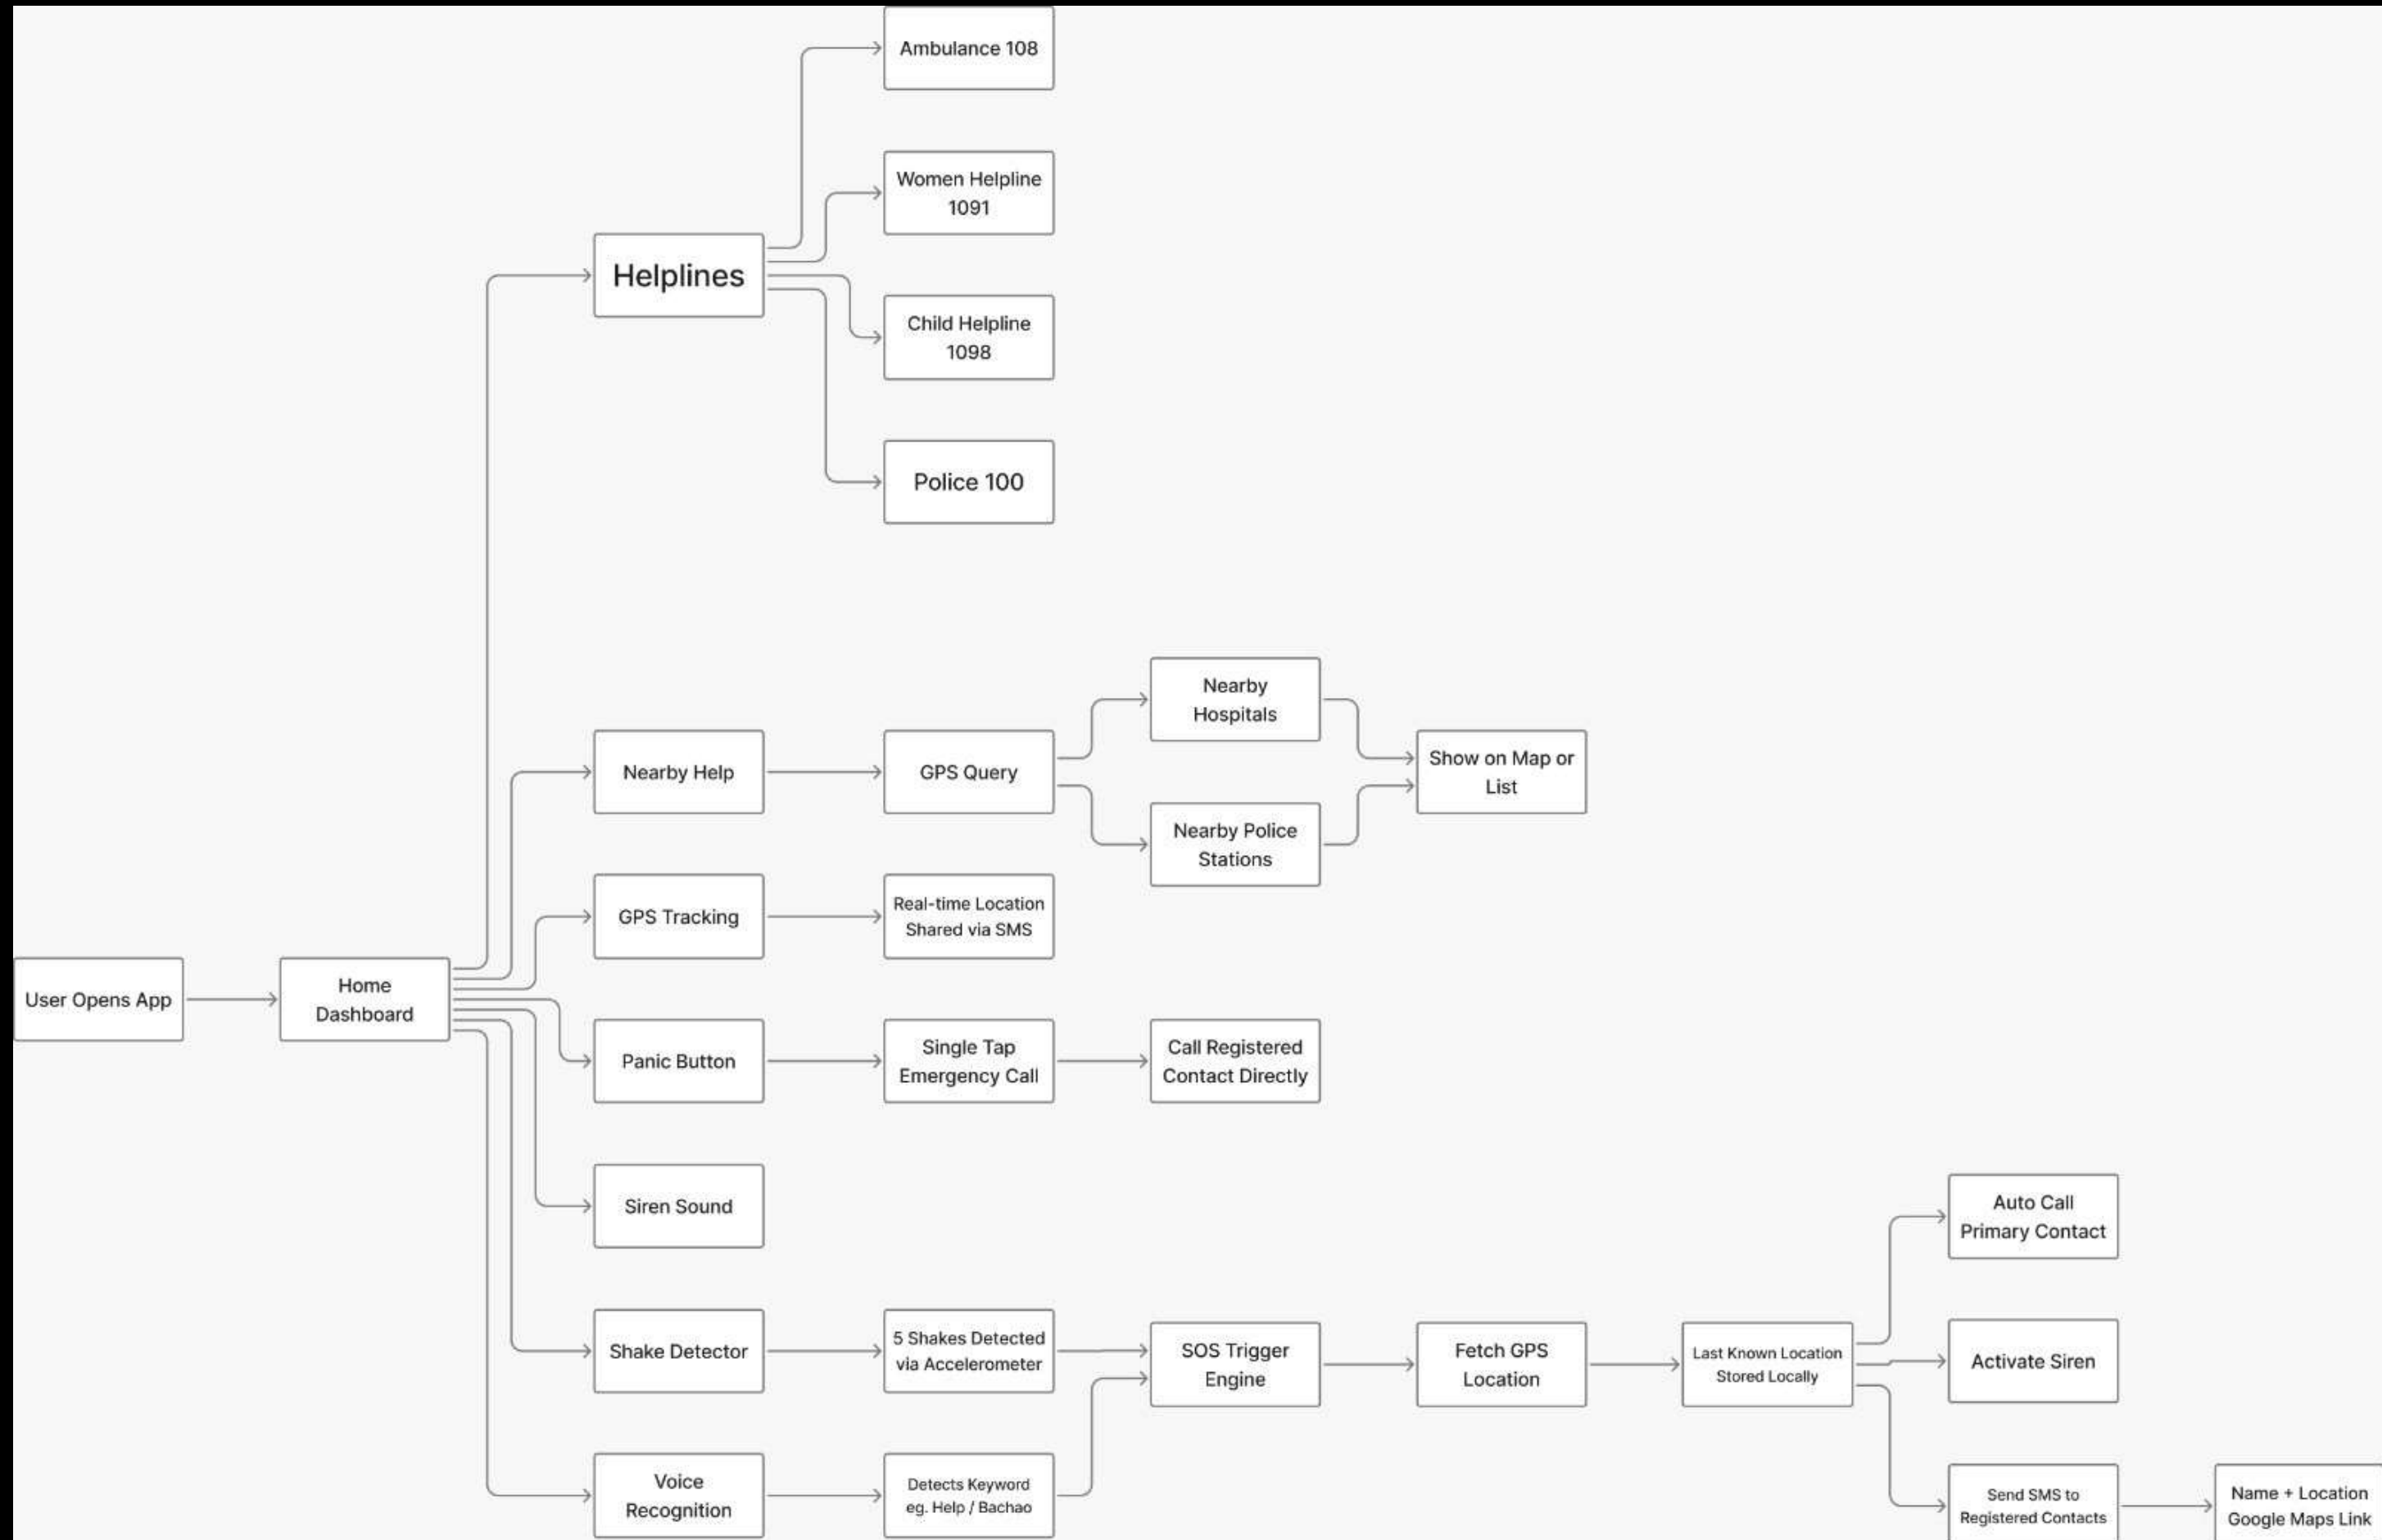 Ambulance 108
Women Helpline
1091
Helplines
Child Helpline
1098
Police 100
Nearby
Hospitals
Nearby Help
GPS Query
Show on Map or
List
Nearby Police
Stations
GPS Tracking
Real-time Location
Shared via SMS
User Opens App
Home
Dashboard
Panic Button
Single Tap
Emergency Call
Call Registered
Contact Directly
Siren Sound
Auto Call
Primary Contact
Shake Detector
5 Shakes Detected
via Accelerometer
SOS Trigger
Engine
Fetch GPS
Location
Last Known Location
Stored Locally
Activate Siren
Voice
Recognition
Detects Keyword
eg. Help / Bachao
Send SMS to
Registered Contacts
Name + Location
Google Maps Link